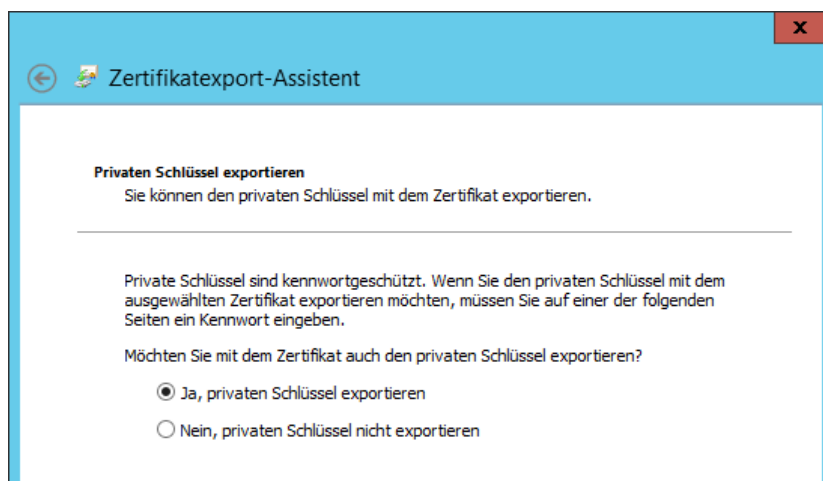 x
Zertifikatexport-Assistent
Privaten Schlüssel exportieren
Sie können den privaten Schlüssel mit dem Zertifikat exportieren.
Private Schlüssel sind kennwortgeschützt. Wenn Sie den privaten Schlüssel mit dem
ausgewählten Zertifikat exportieren möchten, müssen Sie auf einer der folgenden
Seiten ein Kennwort eingeben.
Möchten Sie mit dem Zertifikat auch den privaten Schlüssel exportieren?
Ja, privaten Schlüssel exportieren
Nein, privaten Schlüssel nicht exportieren